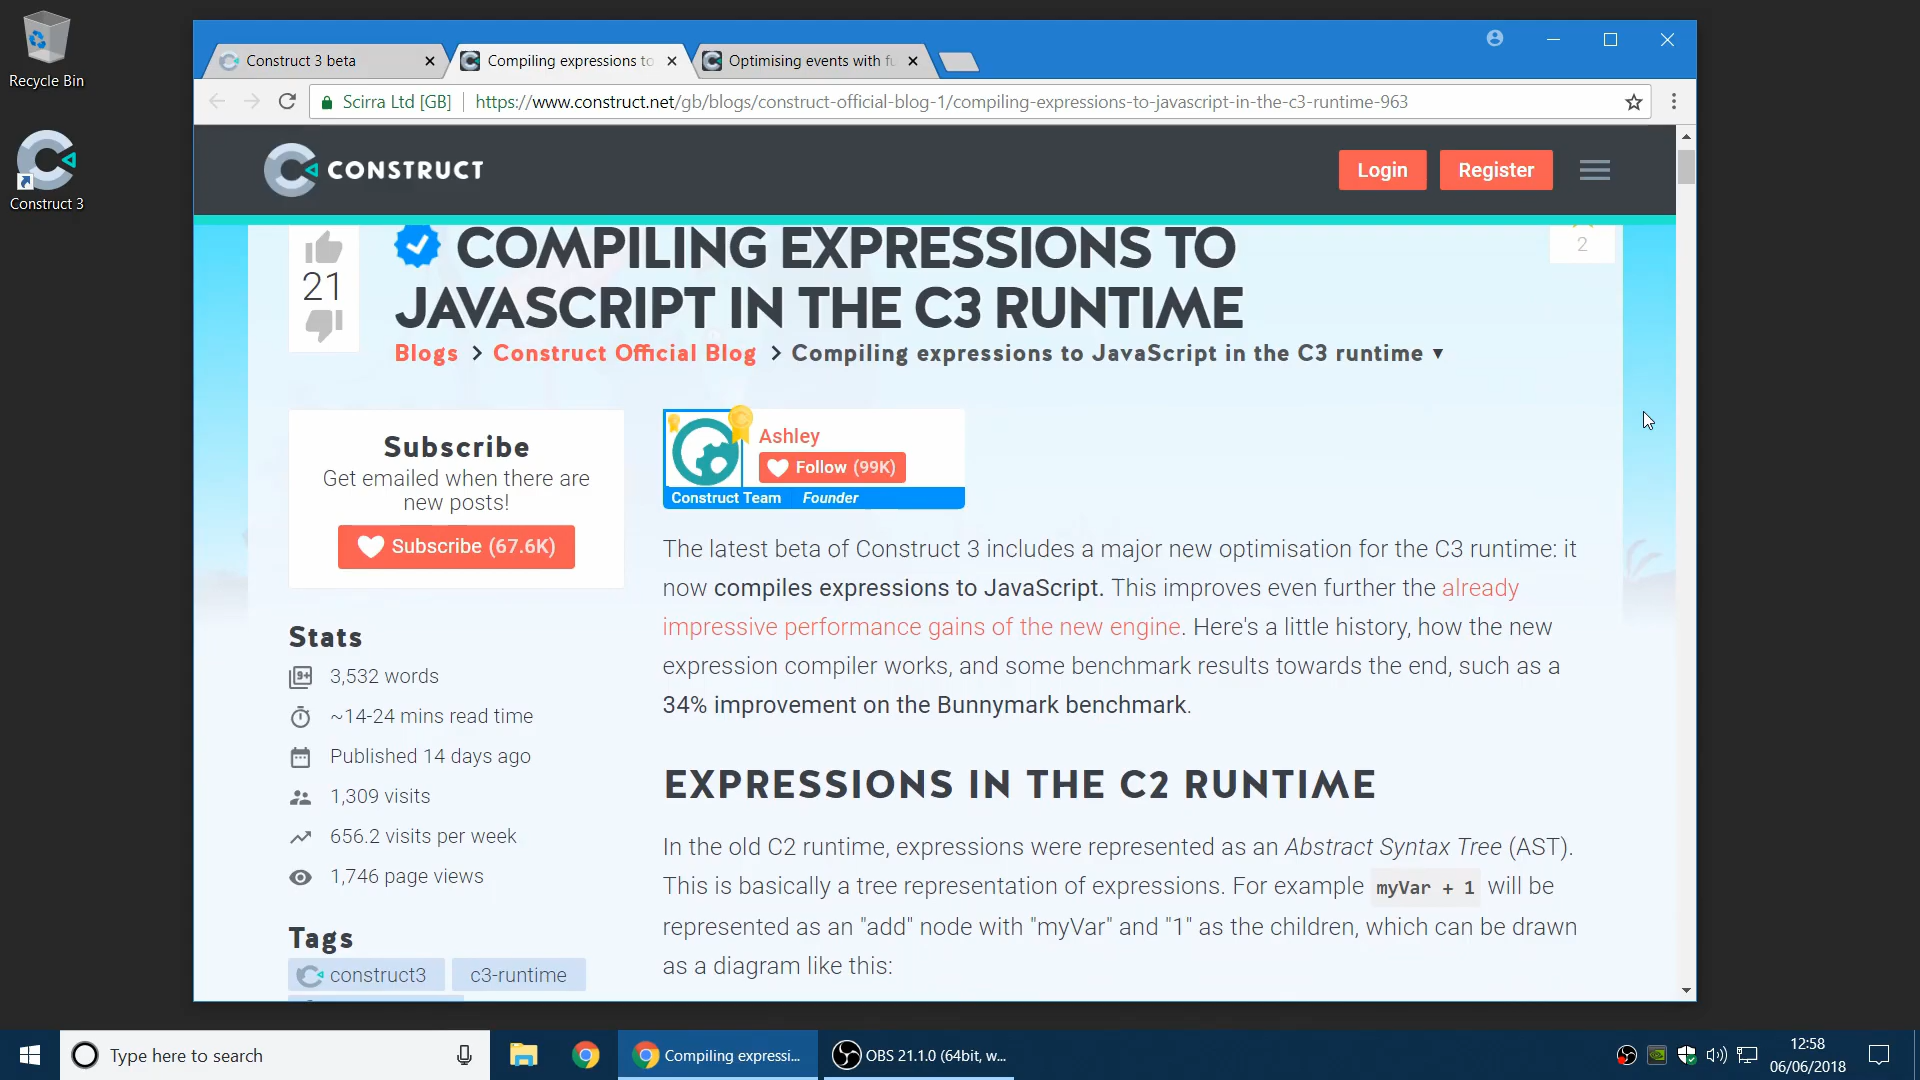 Recycle Bin
Construct 3
Construct 3 beta
Compiling expressions to
Optimising events with fu
Scirra Ltd [GB]
https://www.construct.net/gb/blogs/construct-official-blog-1/compiling-expressions-to-javascript-in-the-c3-runtime-963
CONSTRUCT
Login
Register
21
2
COMPILING EXPRESSIONS TO
JAVASCRIPT IN THE C3 RUNTIME
Blogs > Construct Official Blog > Compiling expressions to JavaScript in the C3 runtime ▼
Subscribe
Get emailed when there are
new posts!
Subscribe (67.6K)
Stats
9+
3,532 words
~14-24 mins read time
Published 14 days ago
1,309 visits
656.2 visits per week
1,746 page views
Tags
construct3
c3-runtime
Ashley
Follow (99K)
Construct Team Founder
The latest beta of Construct 3 includes a major new optimisation for the C3 runtime: it
now compiles expressions to JavaScript. This improves even further the already
impressive performance gains of the new engine. Here's a little history, how the new
expression compiler works, and some benchmark results towards the end, such as a
34% improvement on the Bunnymark benchmark.
EXPRESSIONS IN THE C2 RUNTIME
In the old C2 runtime, expressions were represented as an Abstract Syntax Tree (AST).
This is basically a tree representation of expressions. For example myVar + 1 will be
represented as an "add" node with "myVar" and "1" as the children, which can be drawn
as a diagram like this:
Type here to search
Compiling expressi...
OBS 21.1.0 (64bit, w...
12:58
06/06/2018